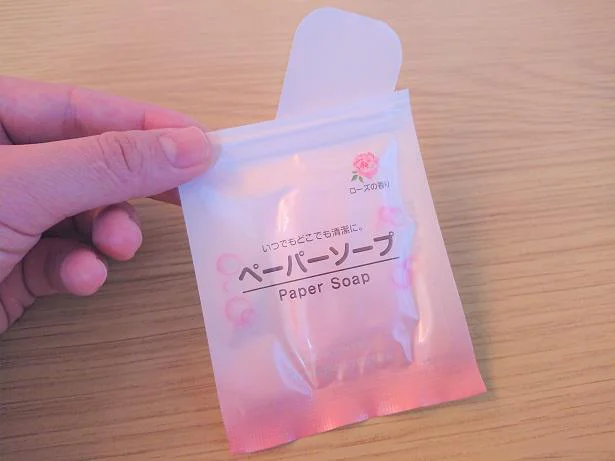 ローズの香り
いつでもどこでも清潔に。
ペーパーソープ
Paper Soap